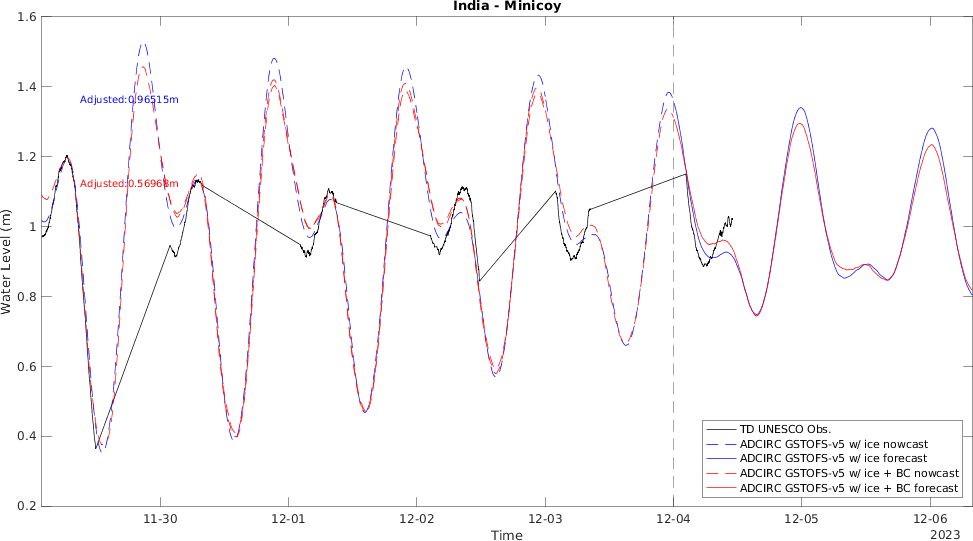 India - Minicoy
1.6
1.4
1.2
1
0.8
0.6
0.4
0.2
Water Level (m)
Adjusted:0.96515m
Adjusted:0.56968m
TD UNESCO Obs.
ADCIRC GSTOFS-v5 w/ ice nowcast
ADCIRC GSTOFS-v5 w/ ice forecast
ADCIRC GSTOFS-v5 w/ ice + BC nowcast
ADCIRC GSTOFS-v5 w/ ice + BC forecast
11-30
12-01
12-02
12-03
12-04
12-05
12-06
Time
2023